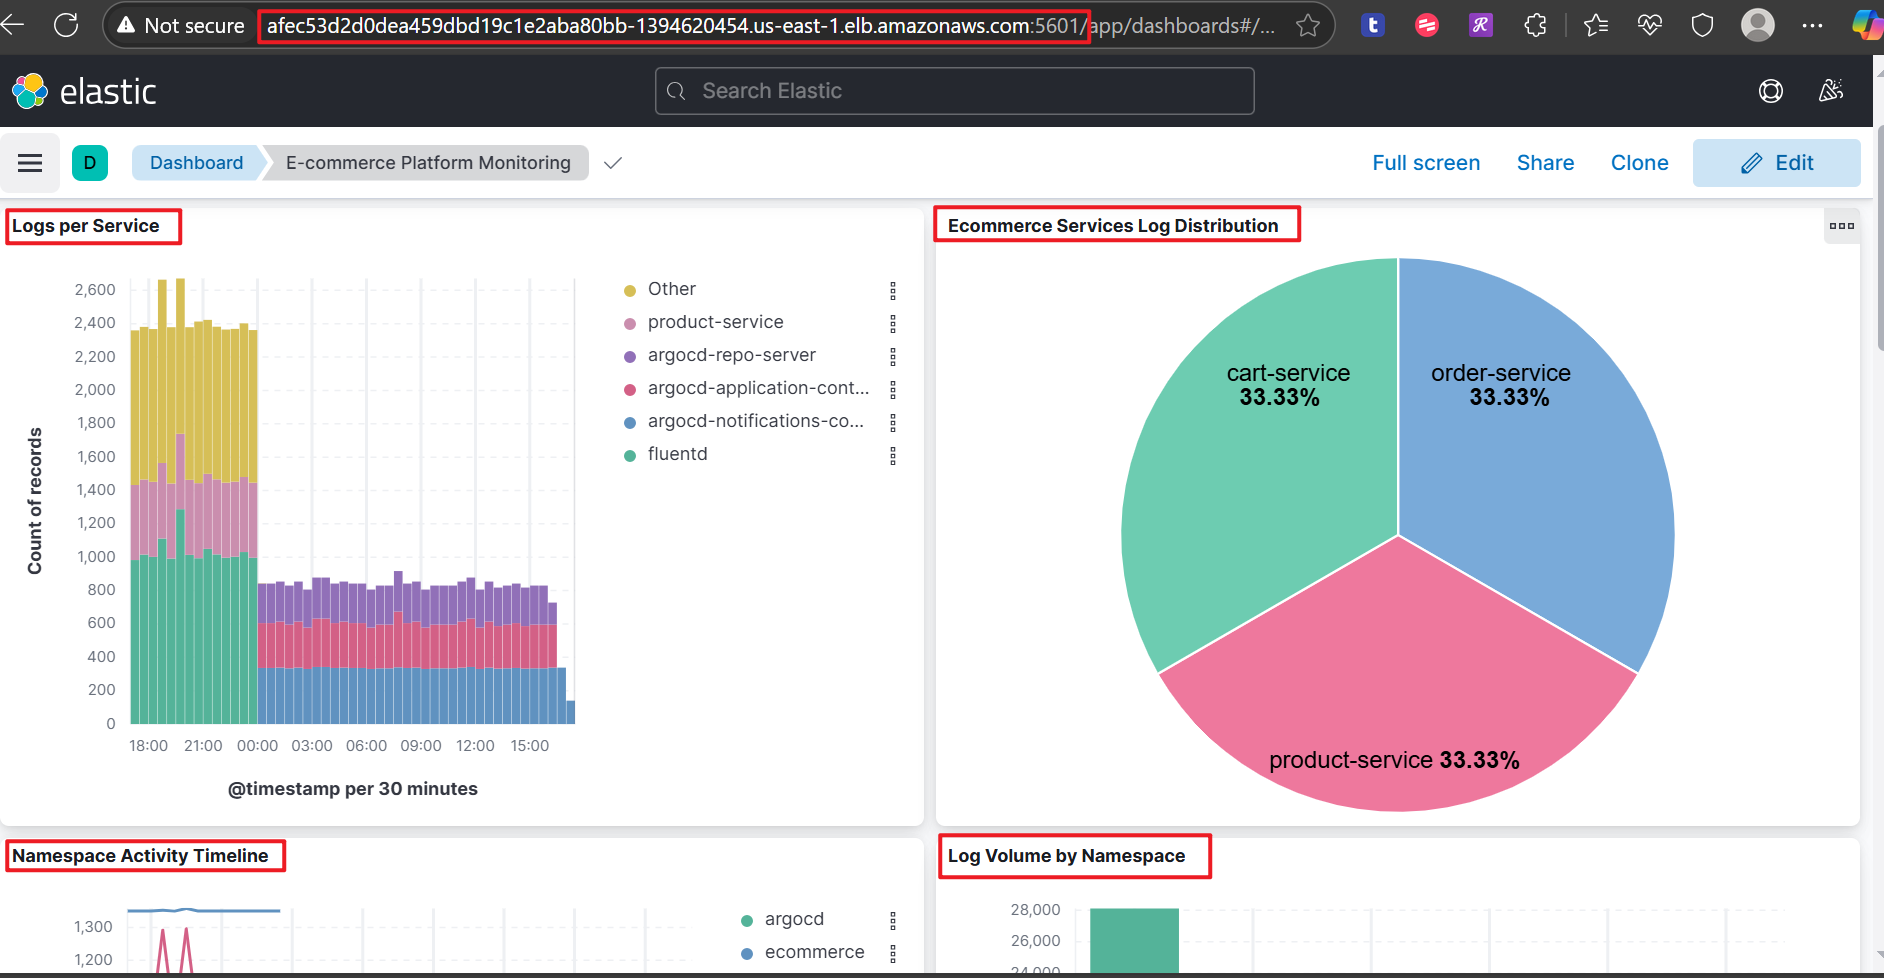 Not secure
afec53d2d0dea459dbd19c1e2aba80bb-1394620454.us-east-1.elb.amazonaws.com:5601/app/dashboards#/...
elastic
Search Elastic
D
Dashboard
E-commerce Platform Monitoring
Full screen
Share
Clone
Edit
Logs per Service
2,600
2,400
2,200
2,000
1,800
1,600
1,400
1,200
1,000
800
600
400
200
0
Count of records
18:00 21:00 00:00 03:00 06:00 09:00 12:00 15:00
@timestamp per 30 minutes
Other
product-service
argocd-repo-server
argocd-application-cont...
argocd-notifications-co...
fluentd
Ecommerce Services Log Distribution
cart-service
33.33%
order-service
33.33%
product-service 33.33%
Namespace Activity Timeline
1,300
1,200
argocd
ecommerce
Log Volume by Namespace
28,000
26,000
24,000